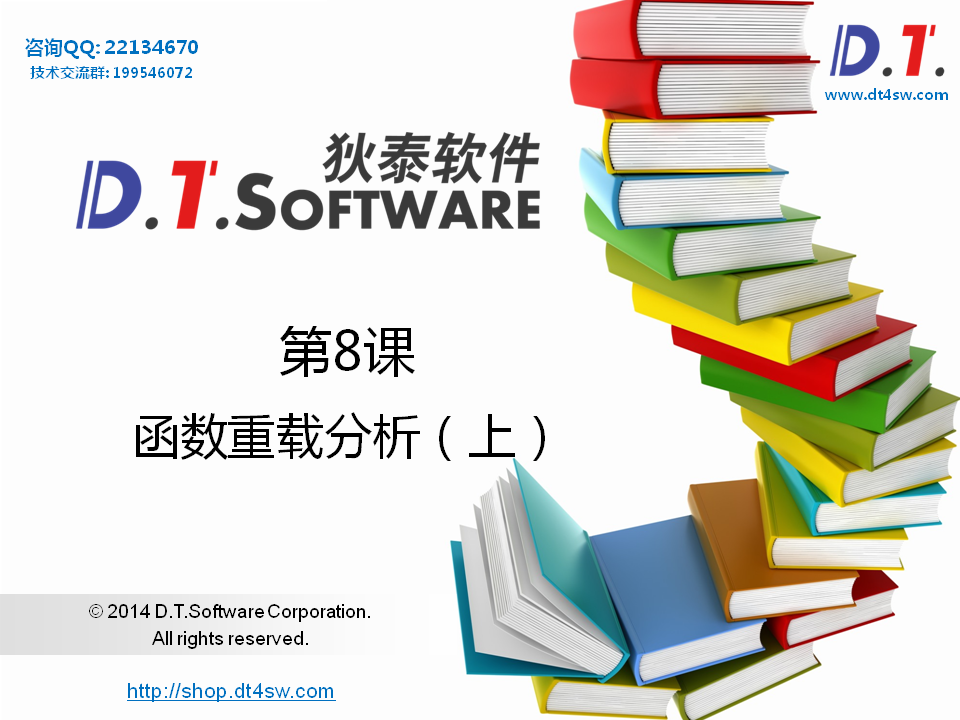 咨询QQ: 22134670
技术交流群: 199546072
D.T.
www.dt4sw.com
狄泰软件
D.T.SOFTWARE
第8课
函数重载分析（上）
© 2014 D.T.Software Corporation.
All rights reserved.
http://shop.dt4sw.com